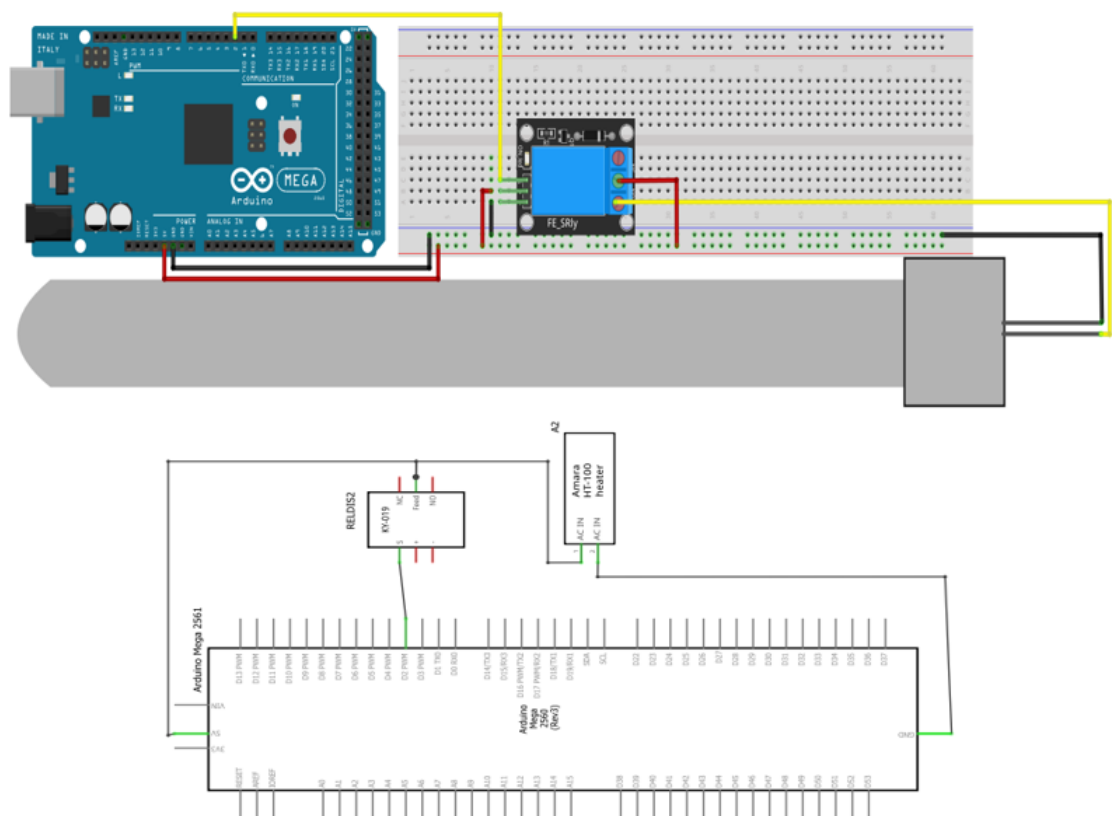 MADE IN
ITALY
PWM
L
TX
RX
COMMUNICATION
ON
MEGA
Arduino
DIGITAL
POWER
ANALOG IN
FE_SRly
A2
Amara
HT-100
heater
AC IN
AC IN
1
2
RELDIS2
KY-019
NC
Feed
NO
S
+
-
Arduino Mega 2561
D13 PWM
D12 PWM
D11 PWM
D10 PWM
D9 PWM
D8 PWM
D7 PWM
D6 PWM
D5 PWM
D4 PWM
D2 PWM
D3 PWM
D1 TX0
D0 RX0
D14/TX3
D15/RX3
D16 PWM/TX2
D17 PWM/RX2
D18/TX1
D19/RX1
SDA
SCL
D22
D23
D24
D25
D26
D27
D28
D29
D30
D31
D32
D33
D34
D35
D36
D37
VIN
5V
3V3
Arduino
Mega
2560
(Rev3)
GND
RESET
AREF
IOREF
A0
A1
A2
A3
A4
A5
A6
A7
A8
A9
A10
A11
A12
A13
A14
A15
D38
D39
D40
D41
D42
D43
D44
D45
D46
D47
D48
D49
D50
D51
D52
D53